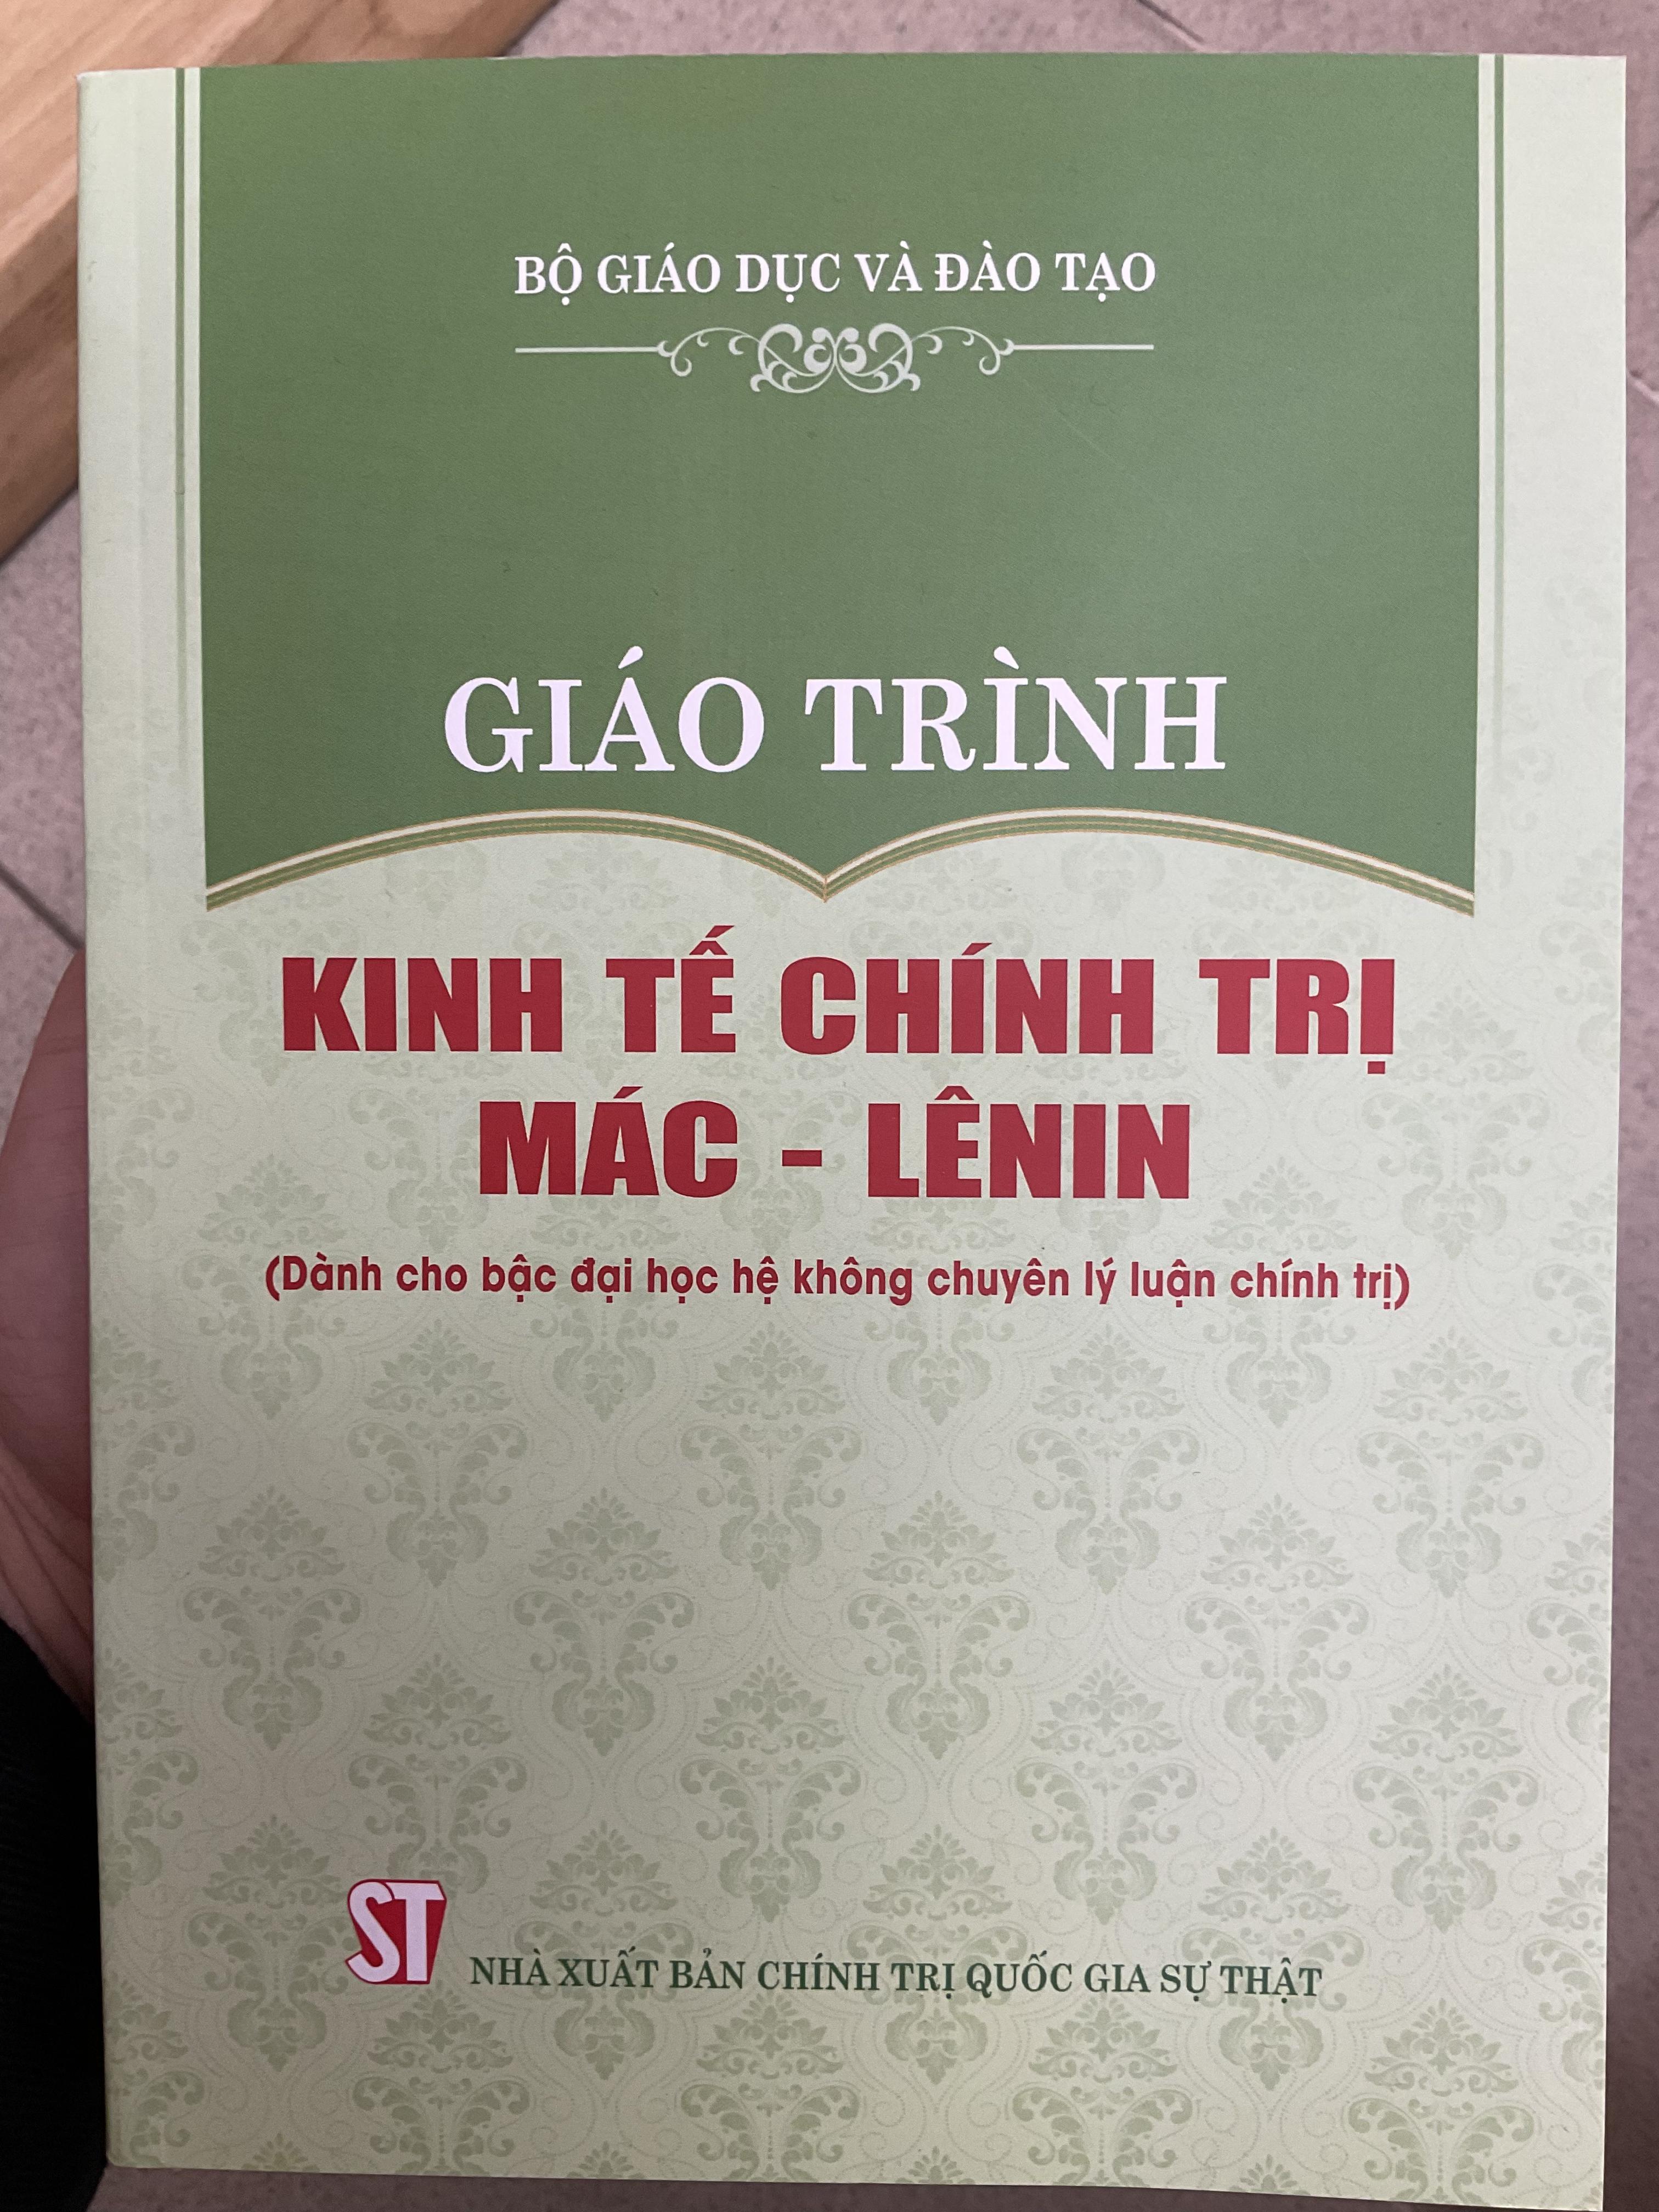 BỘ GIÁO DỤC VÀ ĐÀO TẠO
GIÁO TRÌNH
KINH TẾ CHÍNH TRỊ
MÁC - LÊNIN
(Dành cho bậc đại học hệ không chuyên lý luận chính trị)
ST
NHÀ XUẤT BẢN CHÍNH TRỊ QUỐC GIA SỰ THẬT